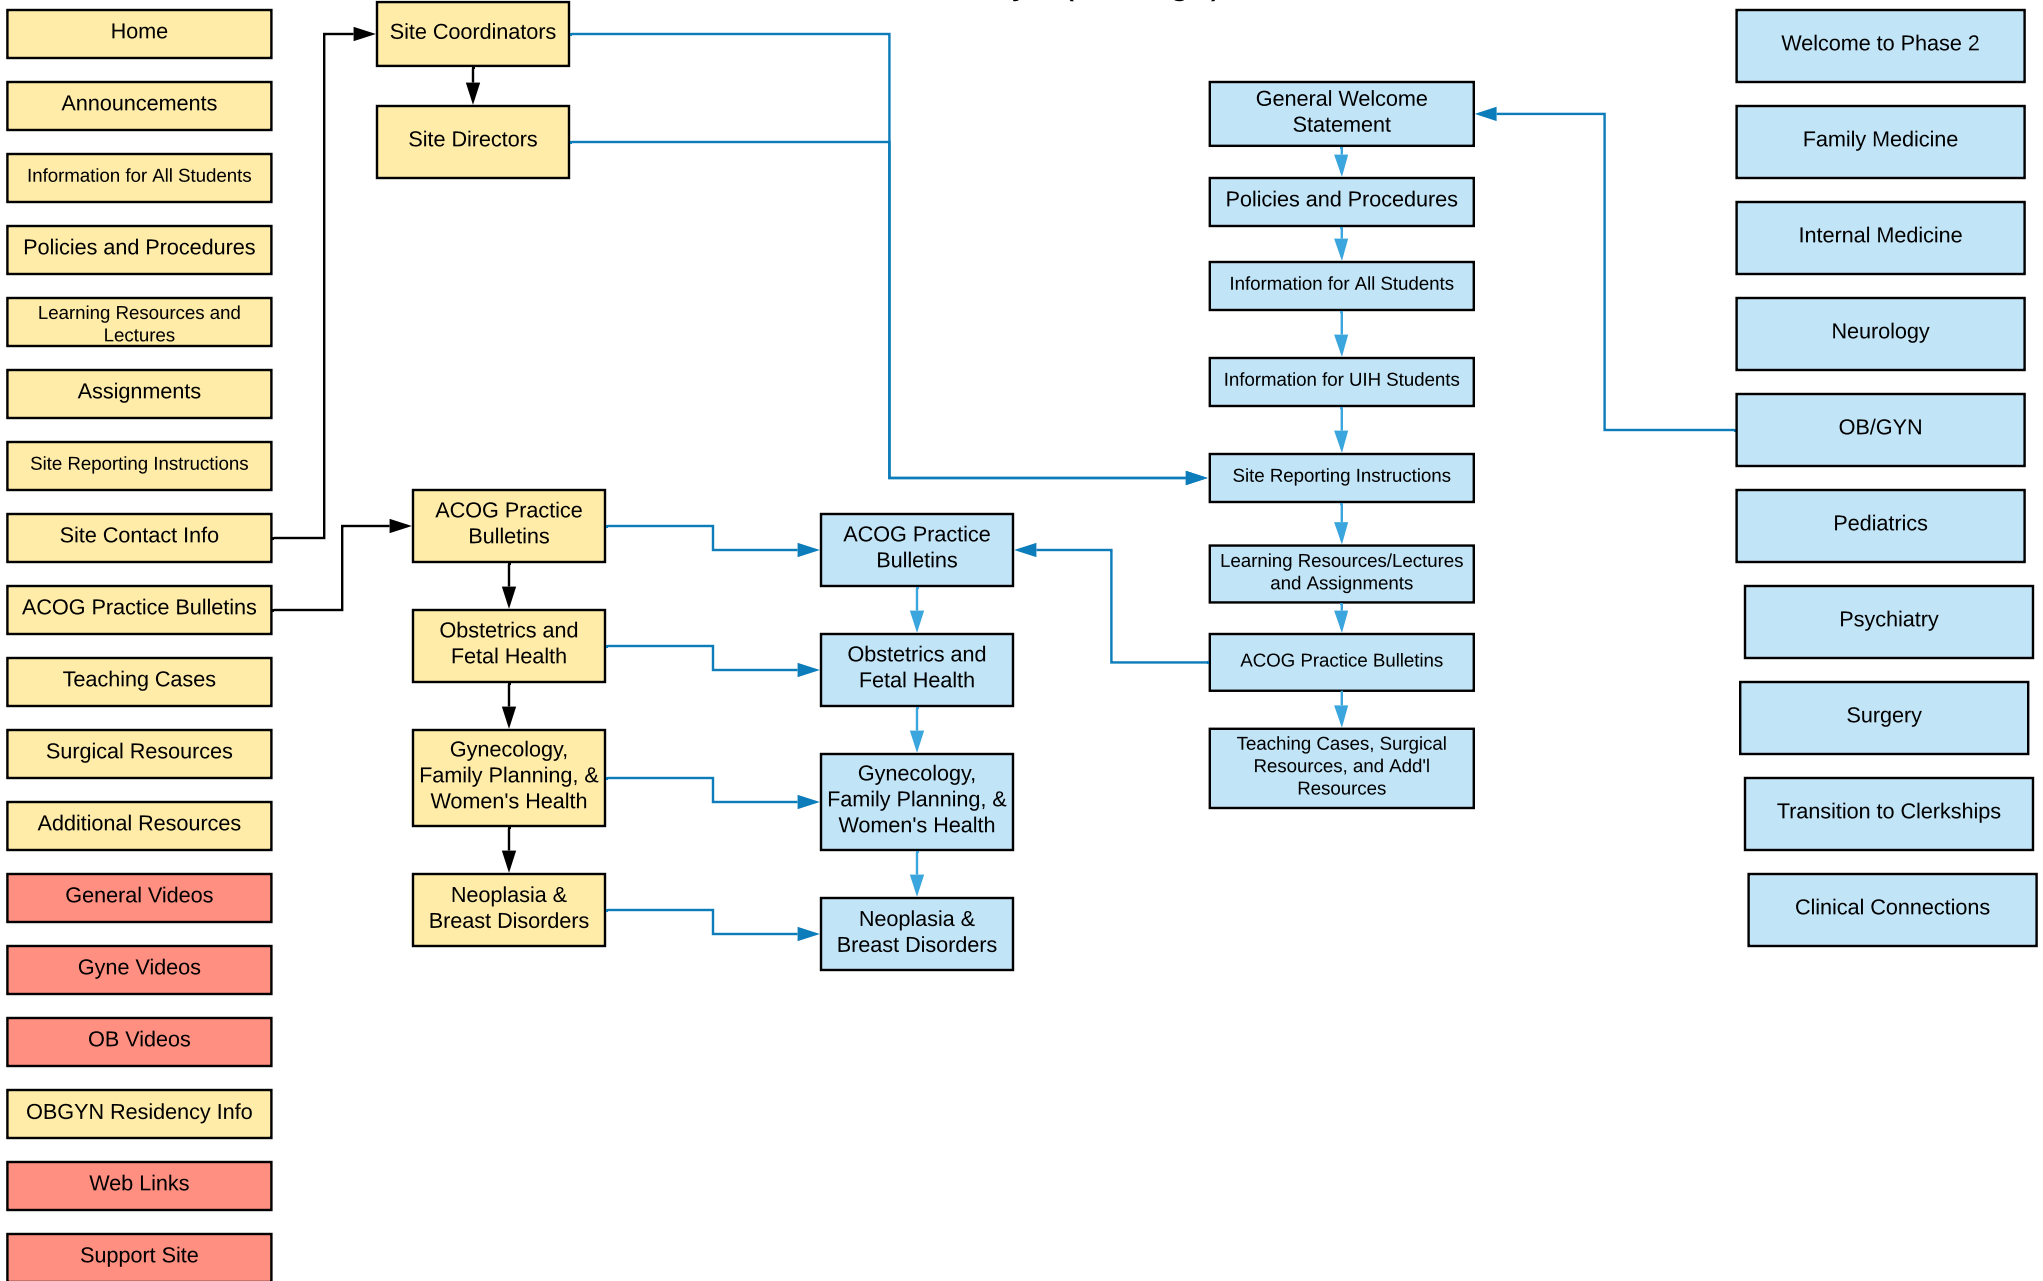 Home
Announcements
Information for All Students
Policies and Procedures
Learning Resources and
Lectures
Assignments
Site Reporting Instructions
Site Contact Info
ACOG Practice Bulletins
Teaching Cases
Surgical Resources
Additional Resources
General Videos
Gyne Videos
OB Videos
OBGYN Residency Info
Web Links
Support Site
Site Coordinators
Site Directors
ACOG Practice
Bulletins
Obstetrics and
Fetal Health
Gynecology,
Family Planning, &
Women's Health
Neoplasia &
Breast Disorders
ACOG Practice
Bulletins
Obstetrics and
Fetal Health
Gynecology,
Family Planning, &
Women's Health
Neoplasia &
Breast Disorders
General Welcome
Statement
Policies and Procedures
Information for All Students
Information for UIH Students
Site Reporting Instructions
Learning Resources/Lectures
and Assignments
ACOG Practice Bulletins
Teaching Cases, Surgical
Resources, and Add'l
Resources
Welcome to Phase 2
Family Medicine
Internal Medicine
Neurology
OB/GYN
Pediatrics
Psychiatry
Surgery
Transition to Clerkships
Clinical Connections